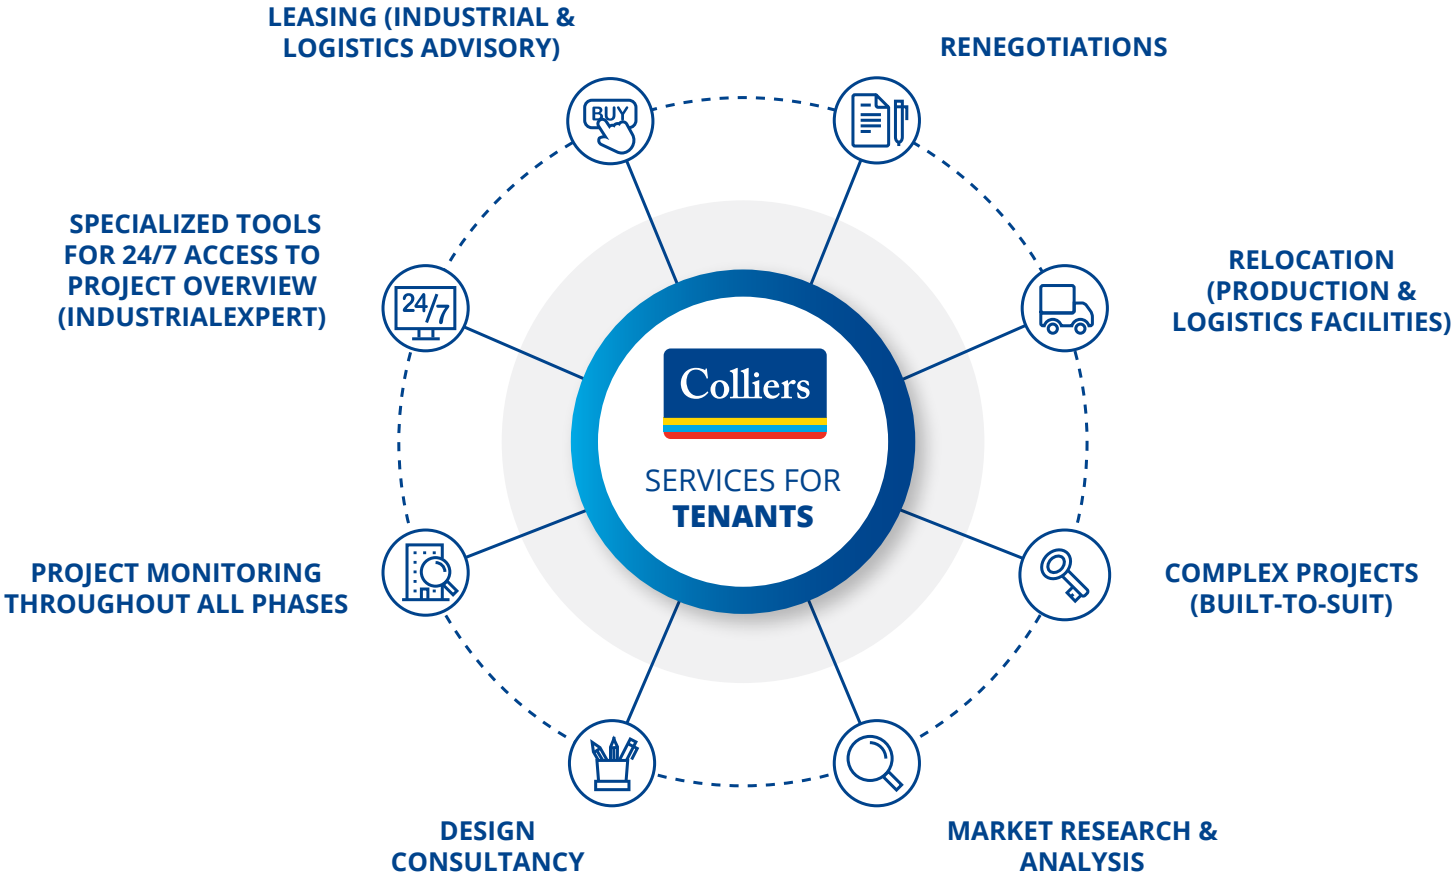 LEASING (INDUSTRIAL &
LOGISTICS ADVISORY)
RENEGOTIATIONS
BUY
SPECIALIZED TOOLS
FOR 24/7 ACCESS TO
PROJECT OVERVIEW
(INDUSTRIALEXPERT)
24/7
RELOCATION
(PRODUCTION &
LOGISTICS FACILITIES)
Colliers
SERVICES FOR
TENANTS
PROJECT MONITORING
THROUGHOUT ALL PHASES
COMPLEX PROJECTS
(BUILT-TO-SUIT)
DESIGN
CONSULTANCY
MARKET RESEARCH &
ANALYSIS